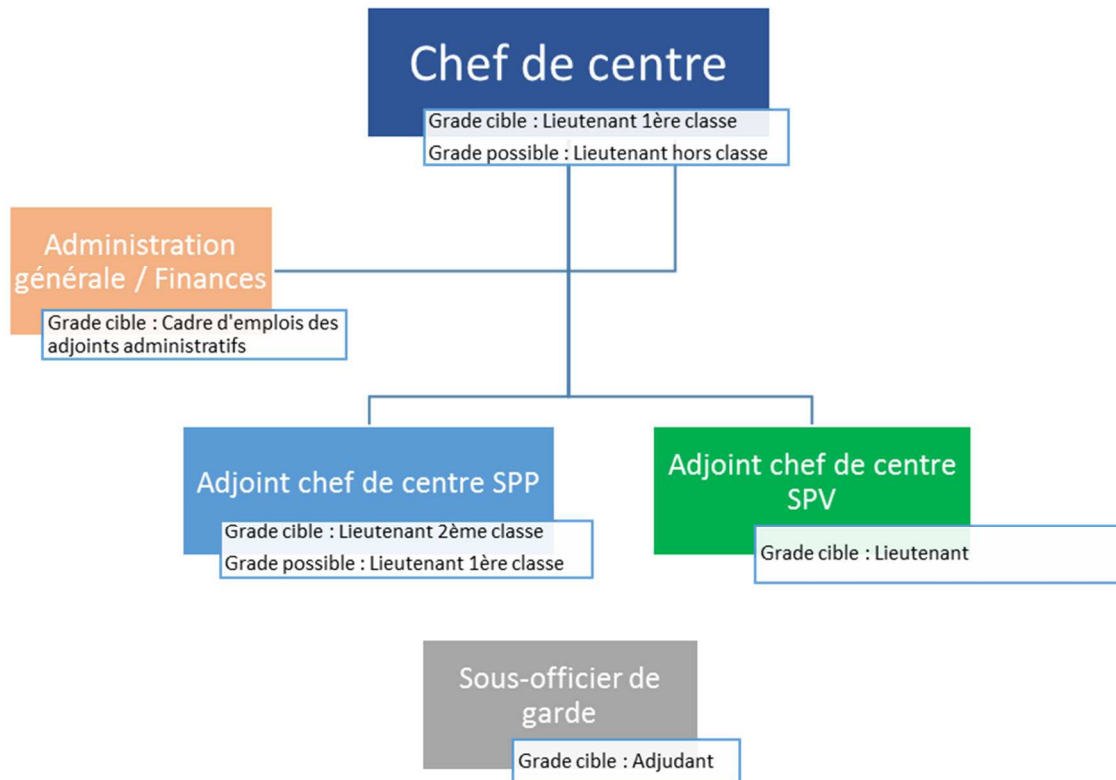 Chef de centre
Grade cible : Lieutenant 1ère classe
Grade possible : Lieutenant hors classe
Administration
générale / Finances
Grade cible : Cadre d'emplois des
adjoints administratifs
Adjoint chef de centre SPP
Grade cible : Lieutenant 2ème classe
Grade possible : Lieutenant 1ère classe
Adjoint chef de centre
SPV
Grade cible : Lieutenant
Sous-officier de
garde
Grade cible : Adjudant